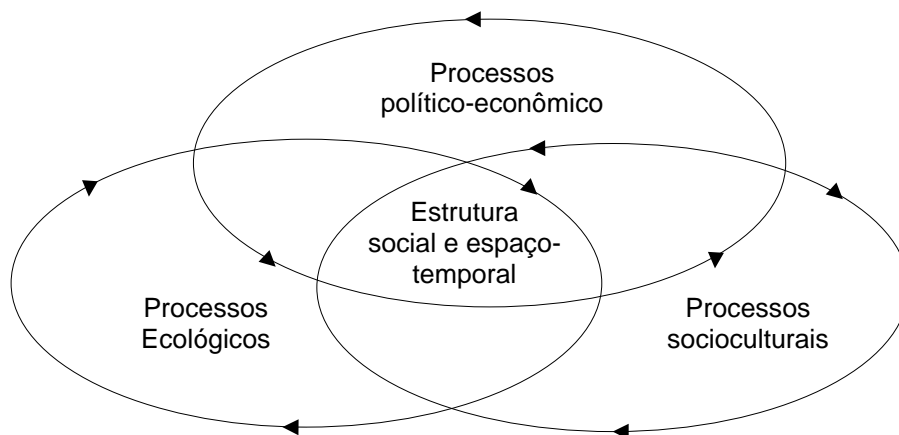 Processos
político-econômico
Estrutura
social e espaço-
temporal
Processos
Ecológicos
Processos
socioculturais